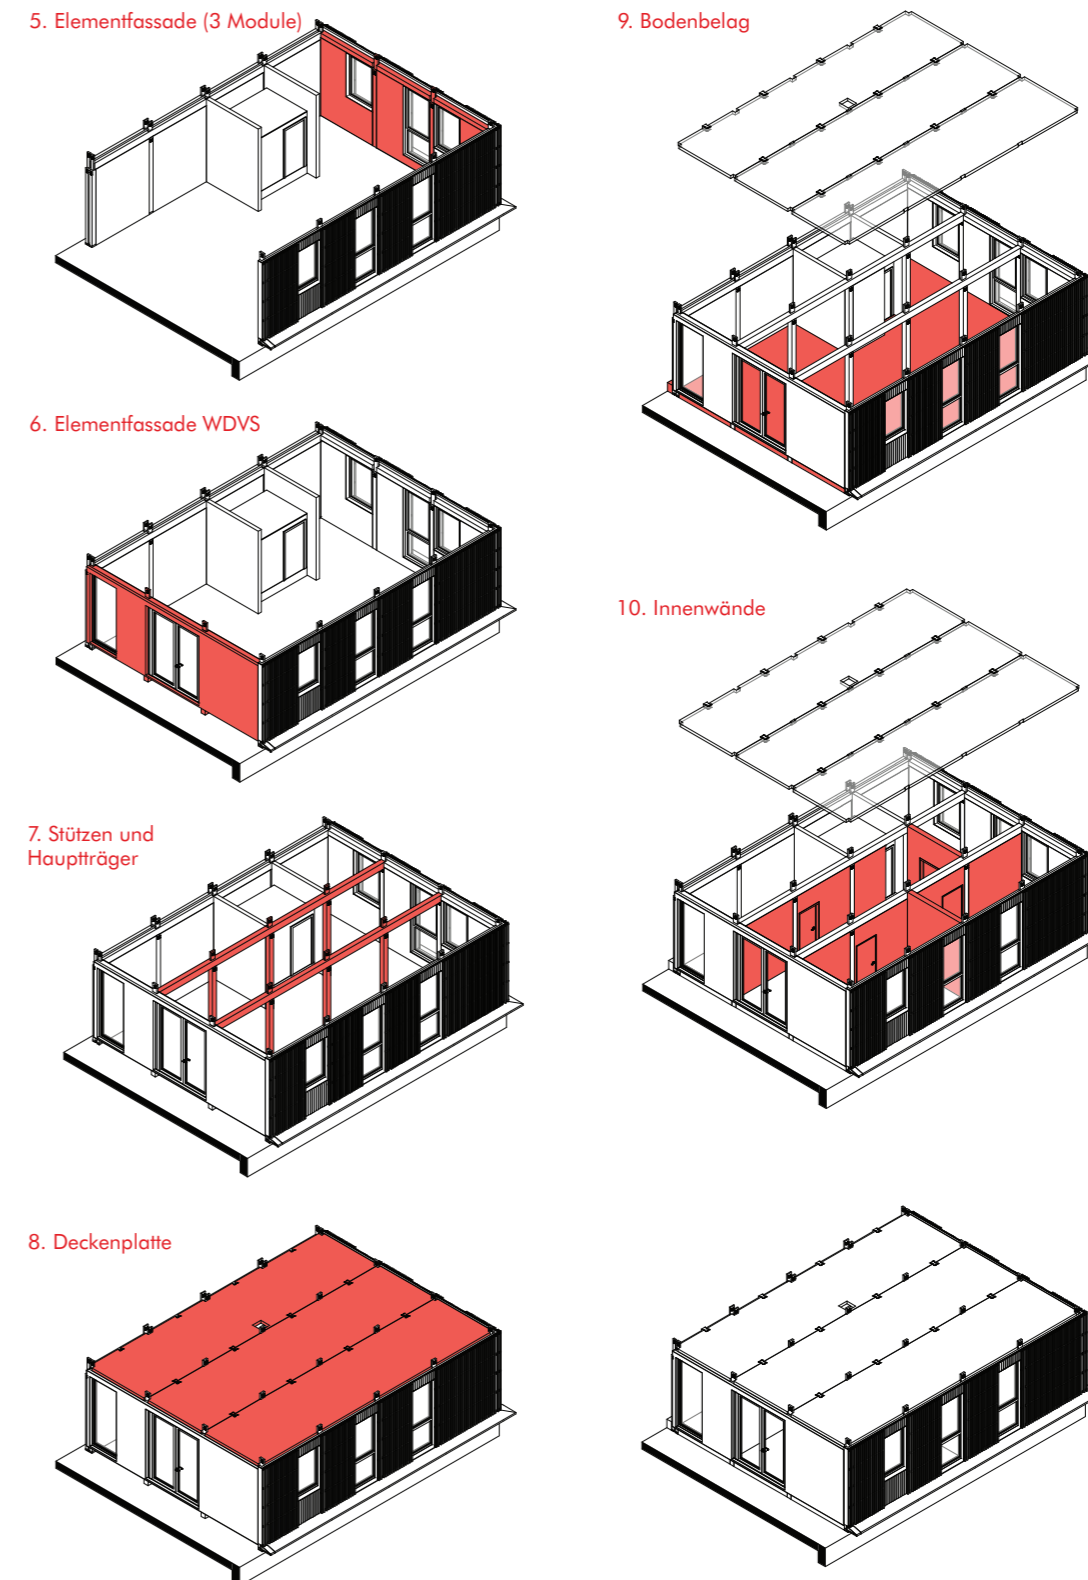 5. Elementfassade (3 Module)
6. Elementfassade WDVS
7. Stützen und
Hauptträger
8. Deckenplatte
9. Bodenbelag
10. Innenwände